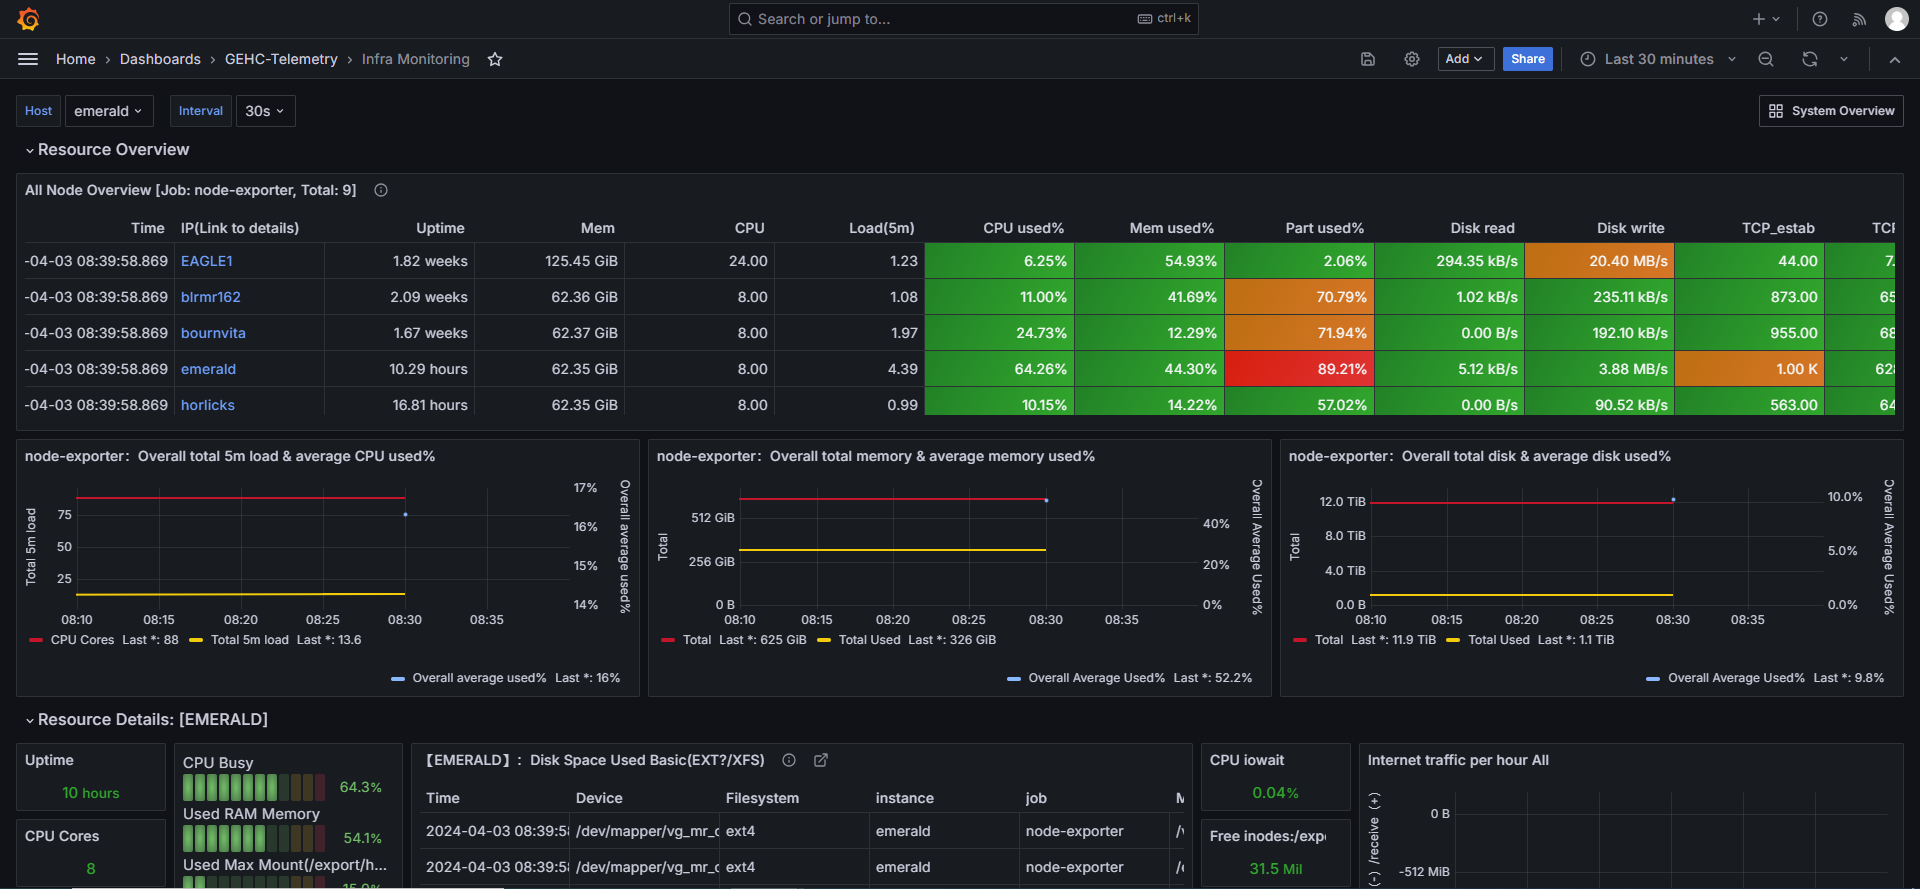 Search or jump to... ctrl+k
Home › Dashboards › GEHC-Telemetry › Infra Monitoring Add Share Last 30 minutes
Host emerald Interval 30s System Overview
Resource Overview
All Node Overview [Job: node-exporter, Total: 9]
Time IP(Link to details) Uptime Mem CPU Load(5m) CPU used% Mem used% Part used% Disk read Disk write TCP_estab TCP
-04-03 08:39:58.869 EAGLE1 1.82 weeks 125.45 GiB 24.00 1.23 6.25% 54.93% 2.06% 294.35 kB/s 20.40 MB/s 44.00 7.
-04-03 08:39:58.869 blrmr162 2.09 weeks 62.36 GiB 8.00 1.08 11.00% 41.69% 70.79% 1.02 kB/s 235.11 kB/s 873.00 65
-04-03 08:39:58.869 bournvita 1.67 weeks 62.37 GiB 8.00 1.97 24.73% 12.29% 71.94% 0.00 B/s 192.10 kB/s 955.00 68
-04-03 08:39:58.869 emerald 10.29 hours 62.35 GiB 8.00 4.39 64.26% 44.30% 89.21% 5.12 kB/s 3.88 MB/s 1.00 K 628
-04-03 08:39:58.869 horlicks 16.81 hours 62.35 GiB 8.00 0.99 10.15% 14.22% 57.02% 0.00 B/s 90.52 kB/s 563.00 64
node-exporter: Overall total 5m load & average CPU used%
Total 5m load
75
50
25
17%
16%
15%
14%
Overall average used%
08:10 08:15 08:20 08:25 08:30 08:35
CPU Cores Last *: 88 Total 5m load Last *: 13.6
Overall average used% Last *: 16%
node-exporter: Overall total memory & average memory used%
Total
512 GiB
256 GiB
0 B
40%
20%
0%
Overall Average Used%
08:10 08:15 08:20 08:25 08:30 08:35
Total Last *: 625 GiB Total Used Last *: 326 GiB
Overall Average Used% Last *: 52.2%
node-exporter: Overall total disk & average disk used%
Total
12.0 TiB
8.0 TiB
4.0 TiB
0.0 B
10.0%
5.0%
0.0%
Overall Average Used%
08:10 08:15 08:20 08:25 08:30 08:35
Total Last *: 11.9 TiB Total Used Last *: 1.1 TiB
Overall Average Used% Last *: 9.8%
Resource Details: [EMERALD]
Uptime
10 hours
CPU Cores
8
CPU Busy
64.3%
Used RAM Memory
54.1%
Used Max Mount(/export/h...
【EMERALD】: Disk Space Used Basic(EXT?/XFS)
Time Device Filesystem instance job M
2024-04-03 08:39:58 /dev/mapper/vg_mr_c ext4 emerald node-exporter
2024-04-03 08:39:58 /dev/mapper/vg_mr_c ext4 emerald node-exporter
CPU iowait
0.04%
Free inodes:/expo
31.5 Mil
Internet traffic per hour All
(-) /receive (+)
0 B
-512 MiB